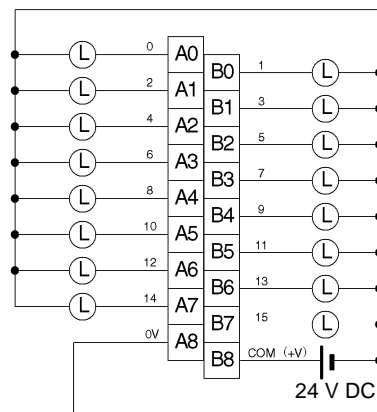 L 0 A0
B0 1 L
L 2 A1
B1 3 L
L 4 A2
B2 5 L
L 6 A3
B3 7 L
L 8 A4
B4 9 L
L 10 A5
B5 11 L
L 12 A6
B6 13 L
L 14 A7
B7 15 L
0V A8
B8 COM (+V)
24 V DC